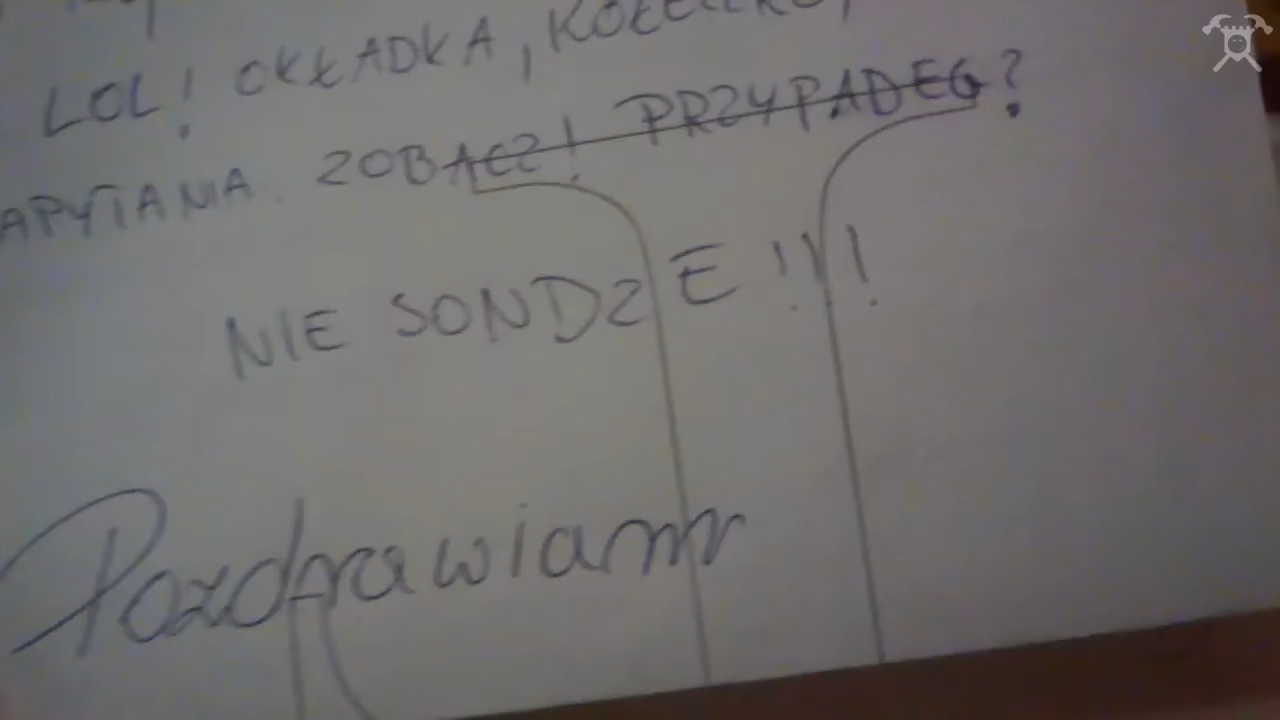 LOL! OKŁADKA,
APYTANIA. ZOBACZ! PRZYPADEG?
NIE SONDZE!!!
Pozdrawiam